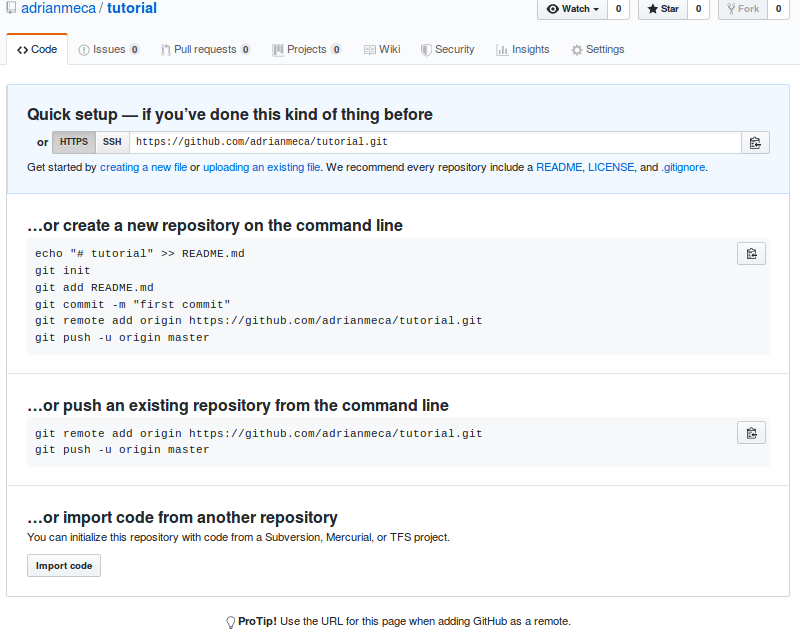 adrianmeca / tutorial
Watch 0 Star 0 Fork 0
Code Issues 0 Pull requests 0 Projects 0 Wiki Security Insights Settings
Quick setup — if you’ve done this kind of thing before
or HTTPS SSH https://github.com/adrianmeca/tutorial.git
Get started by creating a new file or uploading an existing file. We recommend every repository include a README, LICENSE, and .gitignore.
…or create a new repository on the command line
echo "# tutorial" >> README.md
git init
git add README.md
git commit -m "first commit"
git remote add origin https://github.com/adrianmeca/tutorial.git
git push -u origin master
…or push an existing repository from the command line
git remote add origin https://github.com/adrianmeca/tutorial.git
git push -u origin master
…or import code from another repository
You can initialize this repository with code from a Subversion, Mercurial, or TFS project.
Import code
ProTip! Use the URL for this page when adding GitHub as a remote.